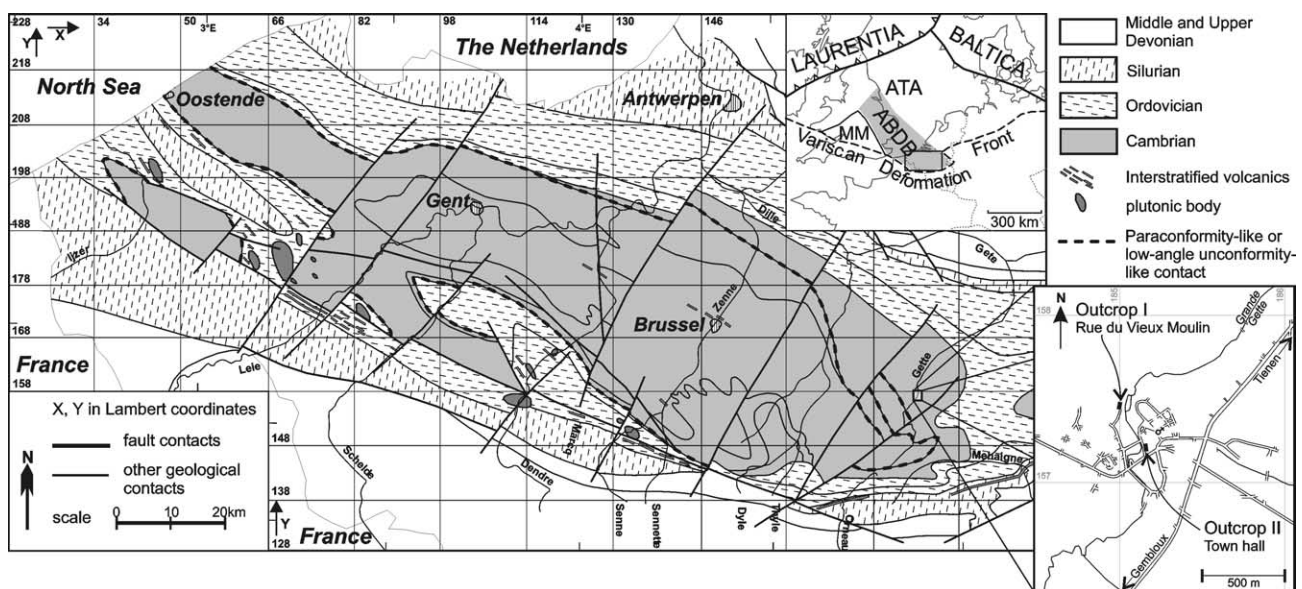 228
Y
X
34
50
3°E
66
82
98
114
4°E
130
146
218
208
198
188
178
168
158
148
138
128
North Sea
The Netherlands
Oostende
Antwerpen
Gent
Brussel
Zenne
Dijle
Gete
Gette
Ijzer
Leie
France
Schelde
Dendre
Marcq
Senne
Sennette
Dyle
Thyle
Orneau
Mehaigne
France
Y
X, Y in Lambert coordinates
fault contacts
other geological
contacts
N
scale
0
10
20km
LAURENTIA
BALTICA
ATA
ABDB
MM
Variscan
Deformation
Front
300 km
Middle and Upper
Devonian
Silurian
Ordovician
Cambrian
Interstratified volcanics
plutonic body
Paraconformity-like or
low-angle unconformity-
like contact
N
185
186
158
157
Outcrop I
Rue du Vieux Moulin
Grande
Gette
Tienen
Gembloux
Outcrop II
Town hall
500 m